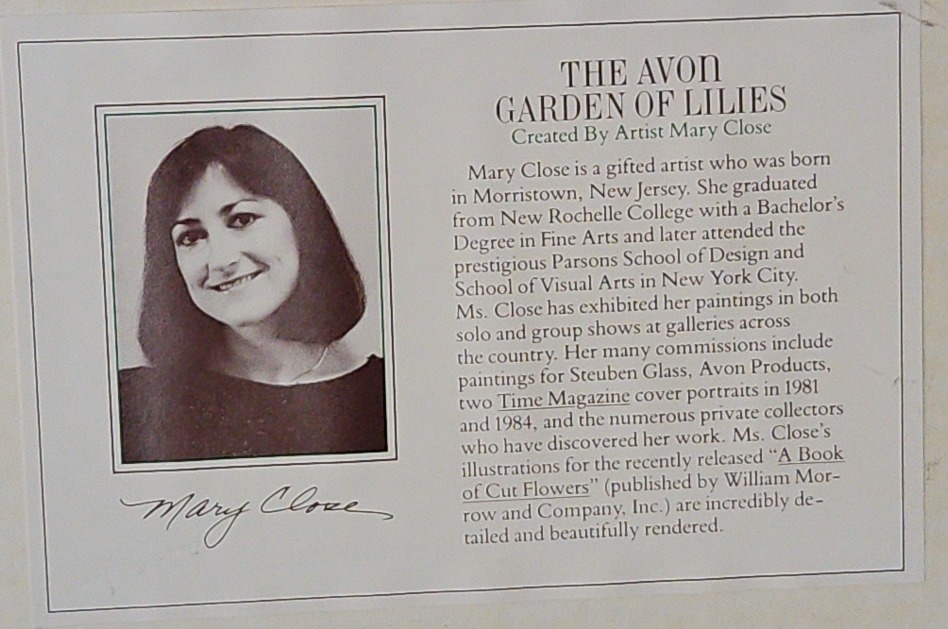 THE AVON
GARDEN OF LILIES
Created By Artist Mary Close
Mary Close is a gifted artist who was born
in Morristown, New Jersey. She graduated
from New Rochelle College with a Bachelor's
Degree in Fine Arts and later attended the
prestigious Parsons School of Design and
School of Visual Arts in New York City.
Ms. Close has exhibited her paintings in both
solo and group shows at galleries across
the country. Her many commissions include
paintings for Steuben Glass, Avon Products,
two Time Magazine cover portraits in 1981
and 1984, and the numerous private collectors
who have discovered her work. Ms. Close's
illustrations for the recently released "A Book
of Cut Flowers" (published by William Mor-
row and Company, Inc.) are incredibly de-
tailed and beautifully rendered.
Mary Close